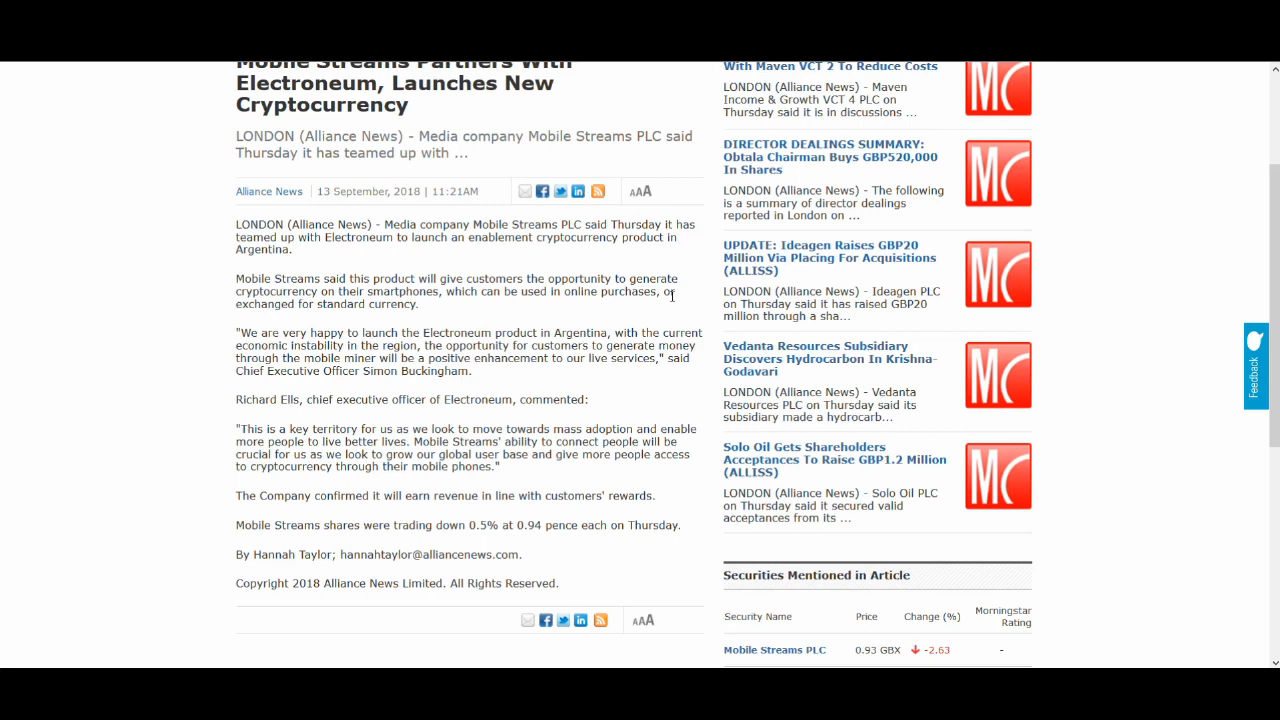 Mobile Streams Partners With
Electroneum, Launches New
Cryptocurrency
LONDON (Alliance News) - Media company Mobile Streams PLC said
Thursday it has teamed up with ...
Alliance News 13 September, 2018 | 11:21AM
AAA
LONDON (Alliance News) - Media company Mobile Streams PLC said Thursday it has
teamed up with Electroneum to launch an enablement cryptocurrency product in
Argentina.
Mobile Streams said this product will give customers the opportunity to generate
cryptocurrency on their smartphones, which can be used in online purchases, or
exchanged for standard currency.
"We are very happy to launch the Electroneum product in Argentina, with the current
economic instability in the region, the opportunity for customers to generate money
through the mobile miner will be a positive enhancement to our live services," said
Chief Executive Officer Simon Buckingham.
Richard Ells, chief executive officer of Electroneum, commented:
"This is a key territory for us as we look to move towards mass adoption and enable
more people to live better lives. Mobile Streams' ability to connect people will be
crucial for us as we look to grow our global user base and give more people access
to cryptocurrency through their mobile phones."
The Company confirmed it will earn revenue in line with customers' rewards.
Mobile Streams shares were trading down 0.5% at 0.94 pence each on Thursday.
By Hannah Taylor; hannahtaylor@alliancenews.com.
Copyright 2018 Alliance News Limited. All Rights Reserved.
AAA
With Maven VCT 2 To Reduce Costs
LONDON (Alliance News) - Maven
Income & Growth VCT 4 PLC on
Thursday said it is in discussions ...
MC
DIRECTOR DEALINGS SUMMARY:
Obtala Chairman Buys GBP520,000
In Shares
LONDON (Alliance News) - The following
is a summary of director dealings
reported in London on ...
MC
UPDATE: Ideagen Raises GBP20
Million Via Placing For Acquisitions
(ALLISS)
LONDON (Alliance News) - Ideagen PLC
on Thursday said it has raised GBP20
million through a sha...
MC
Vedanta Resources Subsidiary
Discovers Hydrocarbon In Krishna-
Godavari
LONDON (Alliance News) - Vedanta
Resources PLC on Thursday said its
subsidiary made a hydrocarb...
MC
Solo Oil Gets Shareholders
Acceptances To Raise GBP1.2 Million
(ALLISS)
LONDON (Alliance News) - Solo Oil PLC
on Thursday said it secured valid
acceptances from its ...
MC
Securities Mentioned in Article
Security Name Price Change (%) Morningstar
Rating
Mobile Streams PLC 0.93 GBX -2.63 -
Feedback